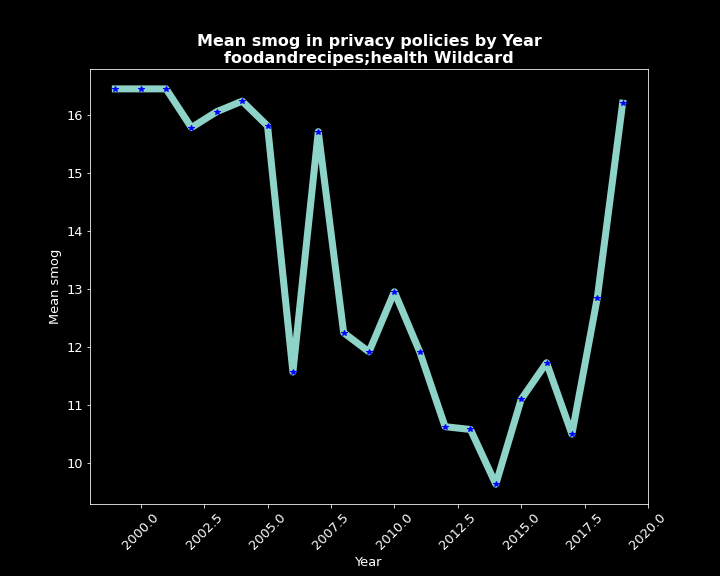 Mean smog in privacy policies by Year
foodandrecipes;health Wildcard
16
15
14
13
12
11
10
Mean smog
2000.0 2002.5 2005.0 2007.5 2010.0 2012.5 2015.0 2017.5 2020.0
Year